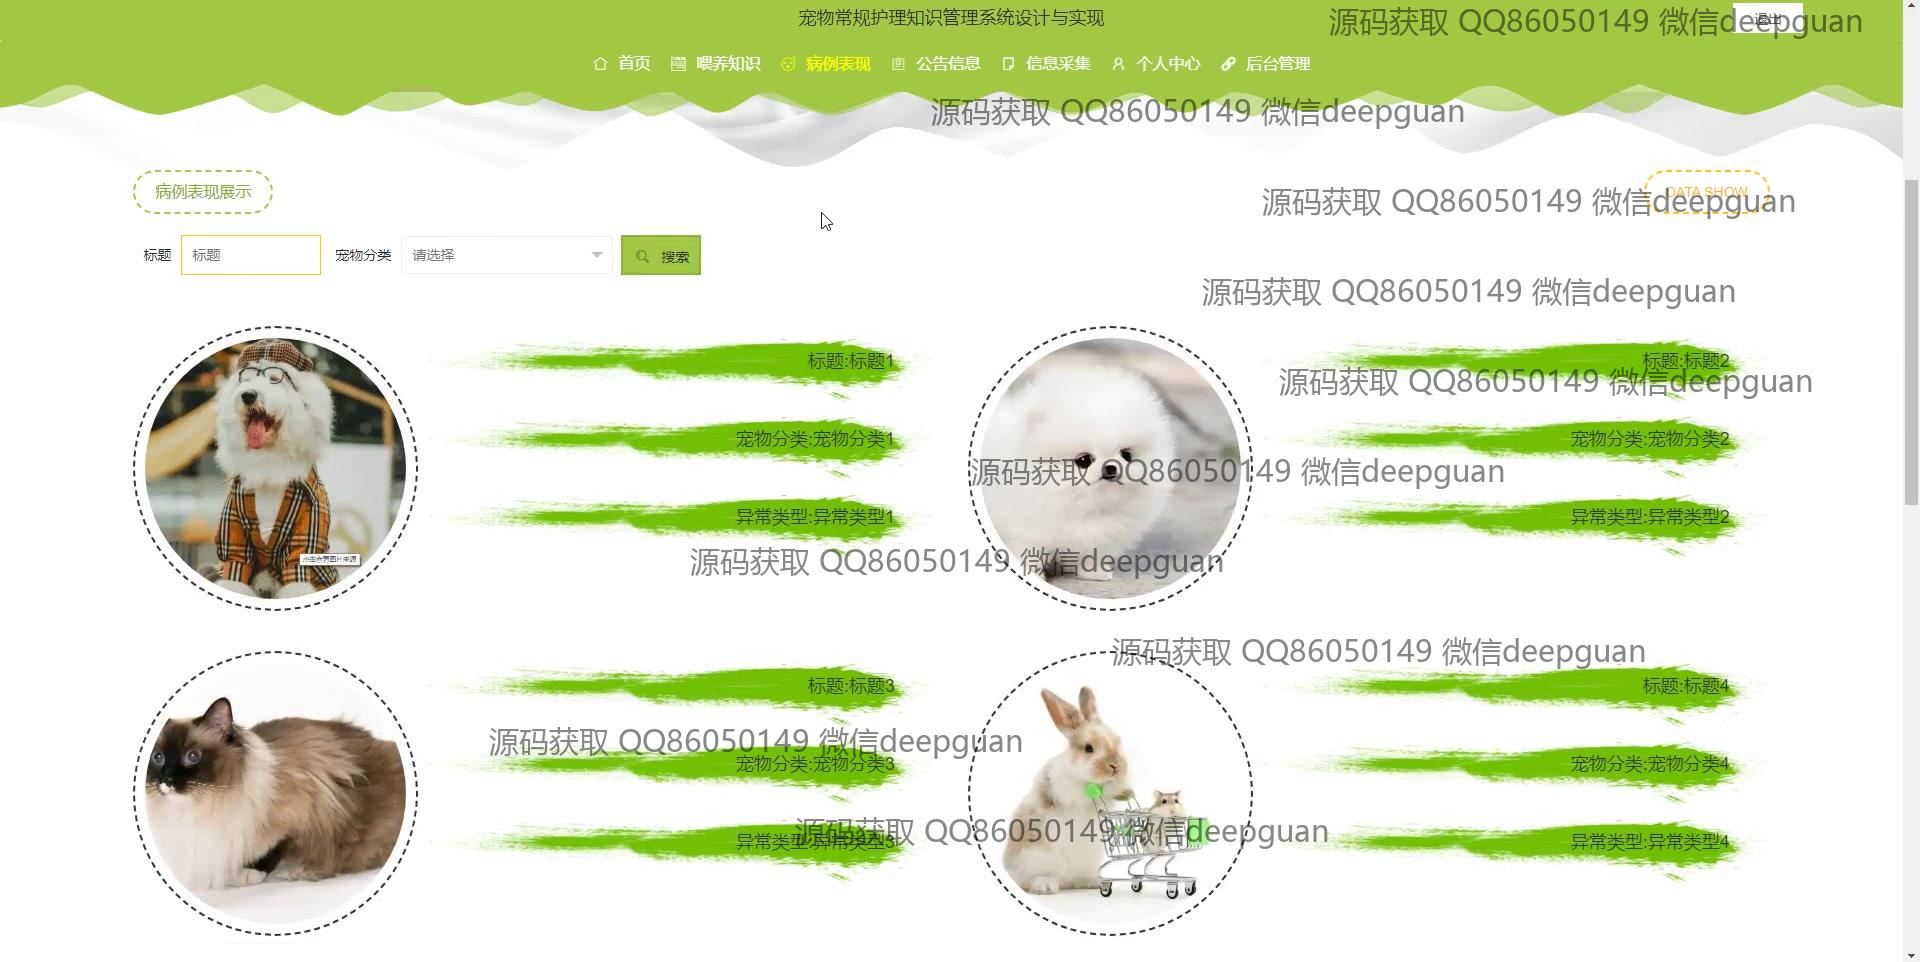 宠物常规护理知识管理系统设计与实现
退出
源码获取 QQ86050149 微信deepguan
首页 喂养知识 病例表现 公告信息 信息采集 个人中心 后台管理
源码获取 QQ86050149 微信deepguan
病例表现展示
DATA SHOW
源码获取 QQ86050149 微信deepguan
标题 标题 宠物分类 请选择 搜索
源码获取 QQ86050149 微信deepguan
标题:标题1
标题:标题2
源码获取 QQ86050149 微信deepguan
宠物分类:宠物分类1
宠物分类:宠物分类2
源码获取 QQ86050149 微信deepguan
异常类型:异常类型1
异常类型:异常类型2
点击查看图片来源
源码获取 QQ86050149 微信deepguan
源码获取 QQ86050149 微信deepguan
标题:标题3
标题:标题4
源码获取 QQ86050149 微信deepguan
宠物分类:宠物分类3
宠物分类:宠物分类4
源码获取 QQ86050149 微信deepguan
异常类型:异常类型3
异常类型:异常类型4